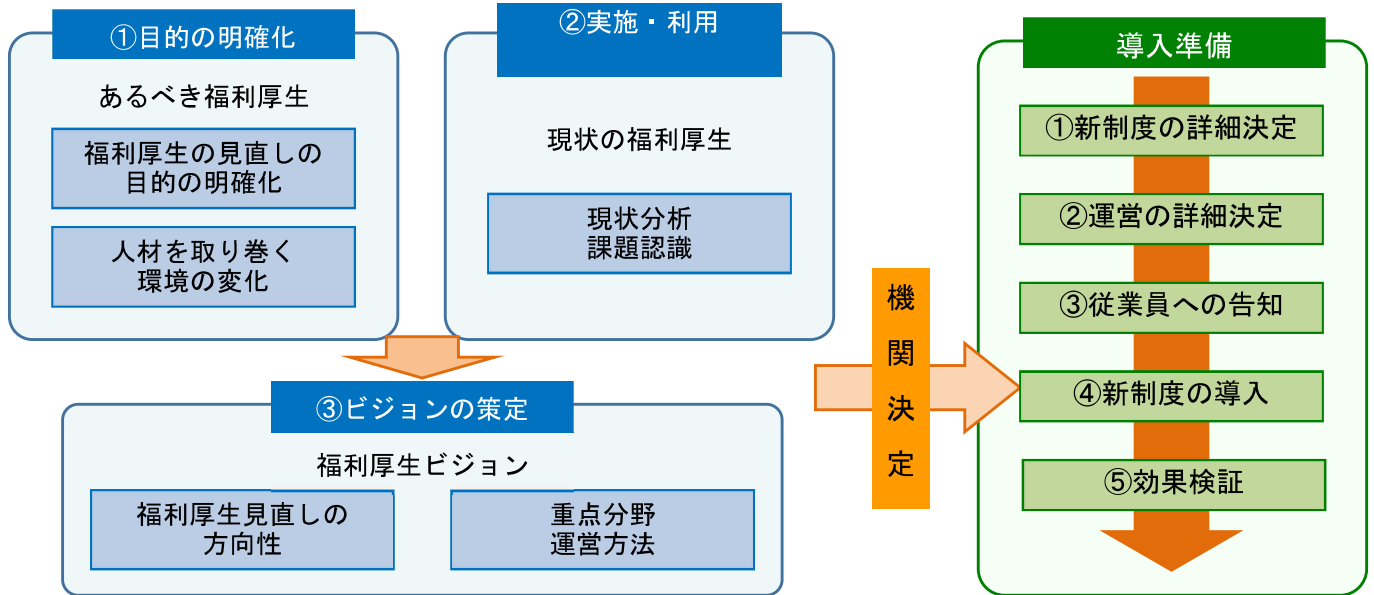 ①目的の明確化
あるべき福利厚生
福利厚生の見直しの
目的の明確化
人材を取り巻く
環境の変化
②実施・利用
現状の福利厚生
現状分析
課題認識
③ビジョンの策定
福利厚生ビジョン
福利厚生見直しの
方向性
重点分野
運営方法
機
関
決
定
導入準備
①新制度の詳細決定
②運営の詳細決定
③従業員への告知
④新制度の導入
⑤効果検証